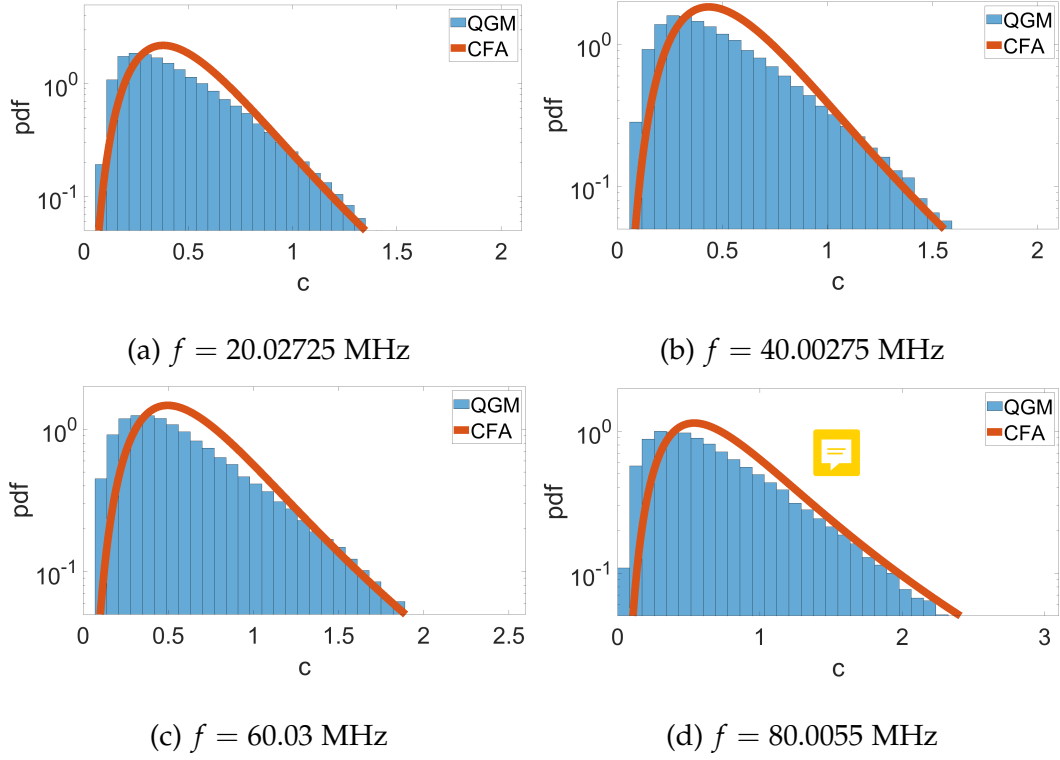 QGM
CFA
pdf
10^0
10^-1
0 0.5 1 1.5 2
c
(a) f = 20.02725 MHz
QGM
CFA
pdf
10^0
10^-1
0 0.5 1 1.5 2
c
(b) f = 40.00275 MHz
QGM
CFA
pdf
10^0
10^-1
0 0.5 1 1.5 2 2.5
c
(c) f = 60.03 MHz
QGM
CFA
pdf
10^0
10^-1
0 1 2 3
c
(d) f = 80.0055 MHz